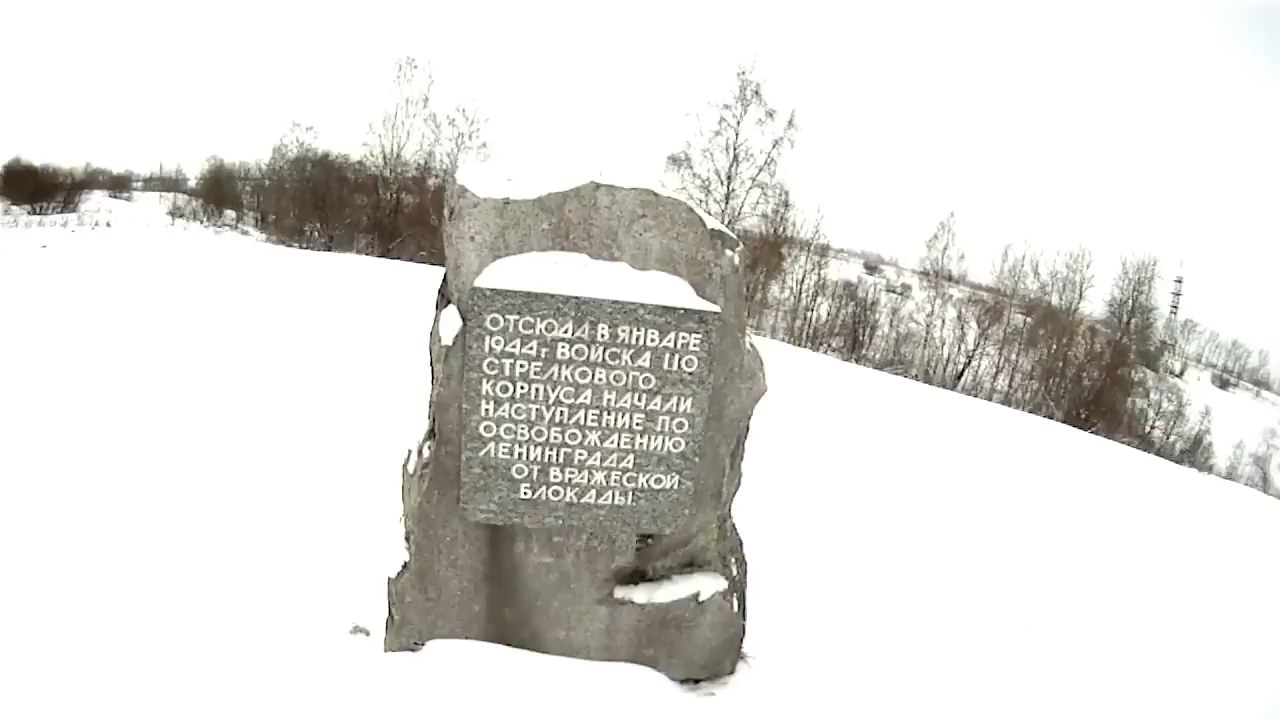 ОТСЮДА В ЯНВАРЕ
1944г ВОЙСКА 110
СТРЕЛКОВОГО
КОРПУСА НАЧАЛИ
НАСТУПЛЕНИЕ ПО
ОСВОБОЖДЕНИЮ
ЛЕНИНГРАДА
ОТ ВРАЖЕСКОЙ
БЛОКАДЫ.